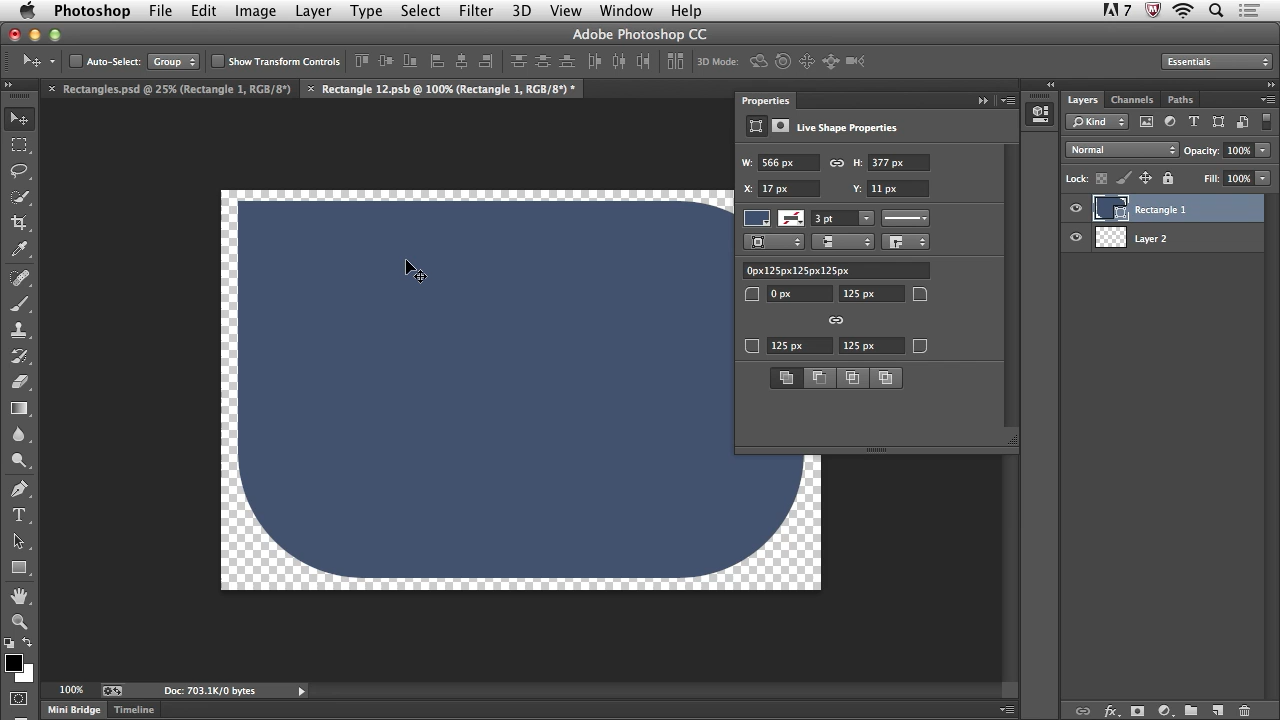 Photoshop File Edit Image Layer Type Select Filter 3D View Window Help 7
Adobe Photoshop CC
Auto-Select: Group Show Transform Controls 3D Mode: Essentials
Rectangles.psd @ 25% (Rectangle 1, RGB/8*) Rectangle 12.psb @ 100% (Rectangle 1, RGB/8*) *
Properties
Live Shape Properties
W: 566 px H: 377 px
X: 17 px Y: 11 px
3 pt
0px125px125px125px
0 px 125 px
125 px 125 px
Layers Channels Paths
Kind
Normal Opacity: 100%
Lock: Fill: 100%
Rectangle 1
Layer 2
T
fx
100% Doc: 703.1K/0 bytes
Mini Bridge Timeline